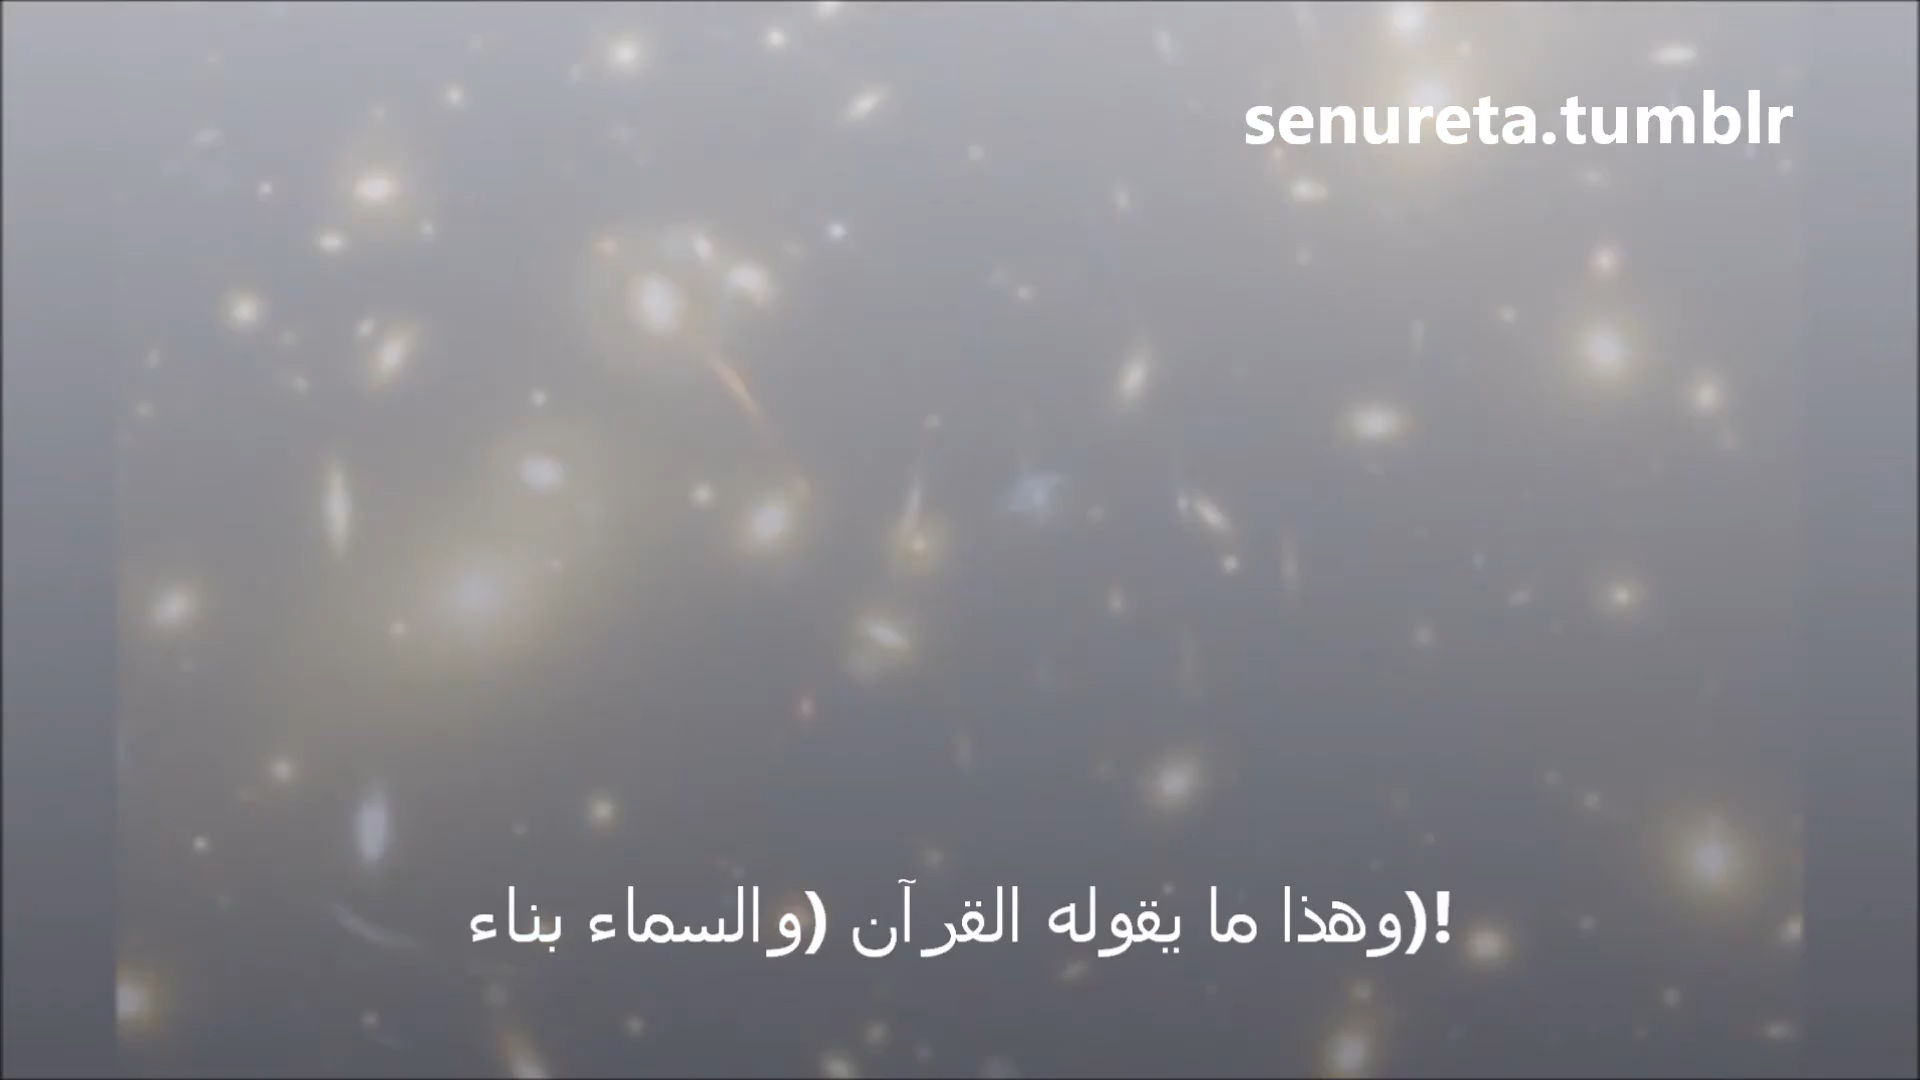 senureta.tumblr
وهذا ما يقوله القرآن (والسماء بناء)!